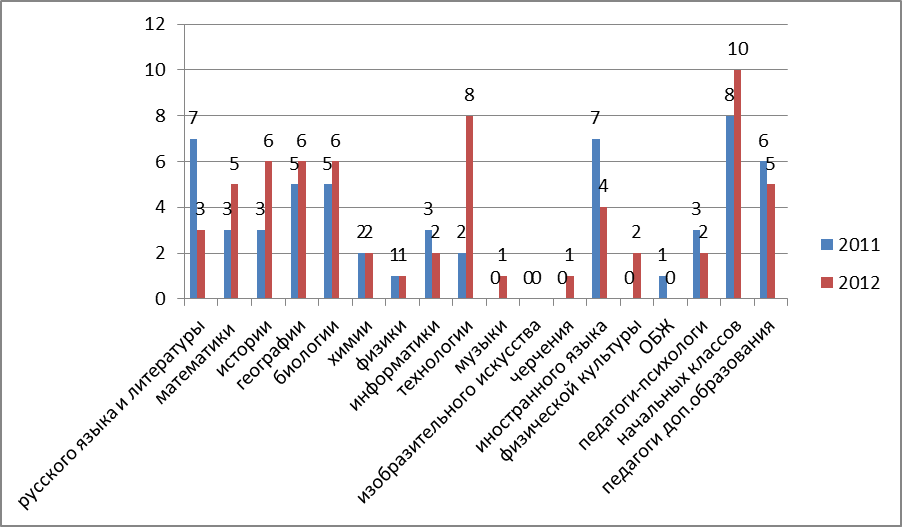 12
10
8
6
4
2
0
7 3
3 5
3 6
5 6
5 6
2 2
1 1
3 2
2 8
0 1
0 0
0 1
7 4
0 2
1 0
3 2
8 10
6 5
русского языка и литературы
математики
истории
географии
биологии
химии
физики
информатики
технологии
музыки
изобразительного искусства
черчения
иностранного языка
физической культуры
ОБЖ
педагоги-психологи
начальных классов
педагоги доп.образования
2011
2012